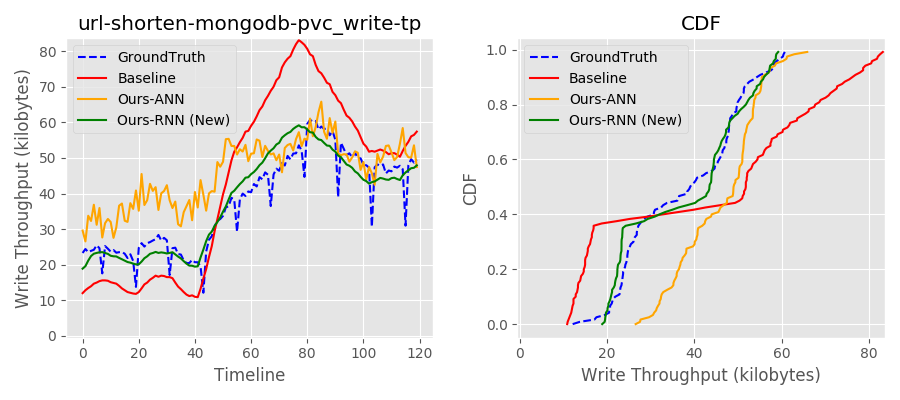 url-shorten-mongodb-pvc_write-tp
Write Throughput (kilobytes)
80
70
60
50
40
30
20
10
0
GroundTruth
Baseline
Ours-ANN
Ours-RNN (New)
0
20
40
60
80
100
120
Timeline
CDF
CDF
1.0
0.8
0.6
0.4
0.2
0.0
GroundTruth
Baseline
Ours-ANN
Ours-RNN (New)
0
20
40
60
80
Write Throughput (kilobytes)